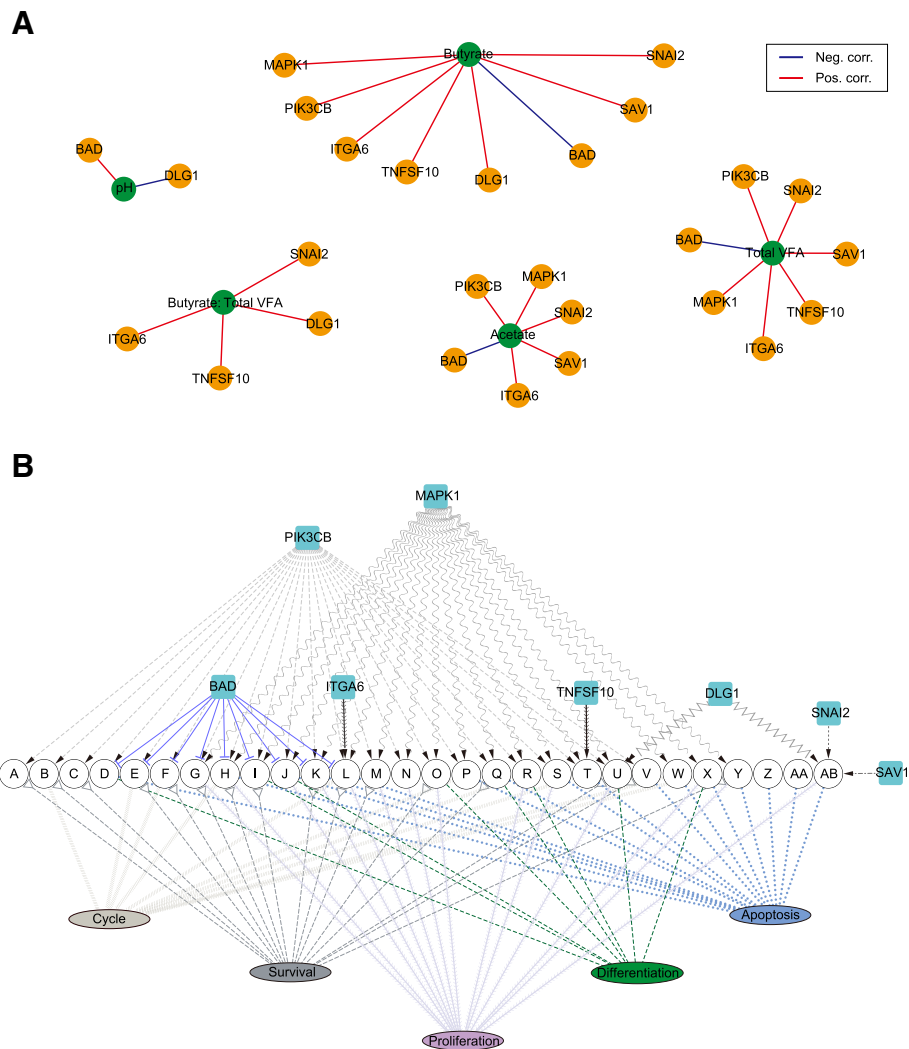 A
Butyrate
SNAI2
MAPK1
Neg. corr.
Pos. corr.
PIK3CB
SAV1
ITGA6
BAD
TNFSF10
DLG1
BAD
pH
DLG1
PIK3CB
SNAI2
BAD
Total VFA
SAV1
MAPK1
TNFSF10
ITGA6
SNAI2
Butyrate: Total VFA
ITGA6
DLG1
TNFSF10
PIK3CB
MAPK1
SNAI2
Acetate
BAD
SAV1
ITGA6
B
MAPK1
PIK3CB
BAD
ITGA6
TNFSF10
DLG1
SNAI2
A B C D E F G H I J K L M N O P Q R S T U V W X Y Z AA AB SAV1
Cycle
Apoptosis
Survival
Differentiation
Proliferation